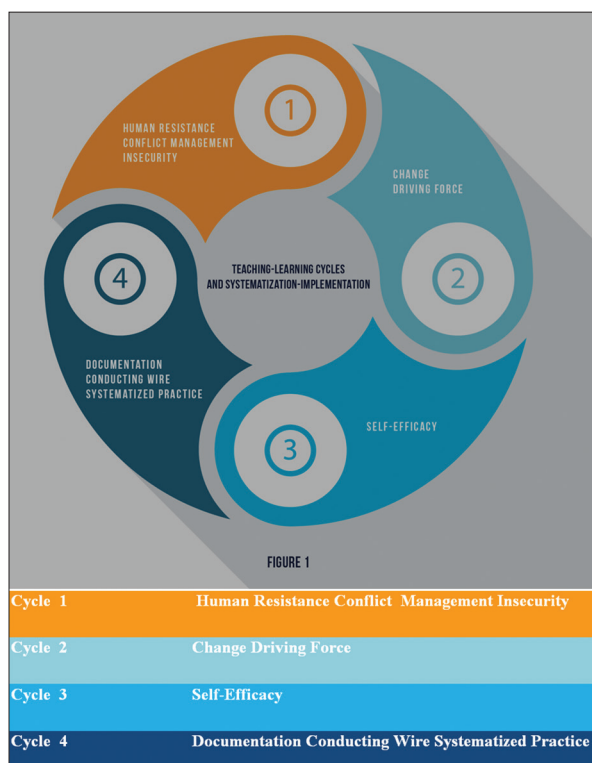 1
HUMAN RESISTANCE
CONFLICT MANAGEMENT
INSECURITY
CHANGE
DRIVING FORCE
2
4
TEACHING-LEARNING CYCLES
AND SYSTEMATIZATION-IMPLEMENTATION
DOCUMENTATION
CONDUCTING WIRE
SYSTEMATIZED PRACTICE
SELF-EFFICACY
3
FIGURE 1
Cycle 1 Human Resistance Conflict Management Insecurity
Cycle 2 Change Driving Force
Cycle 3 Self-Efficacy
Cycle 4 Documentation Conducting Wire Systematized Practice